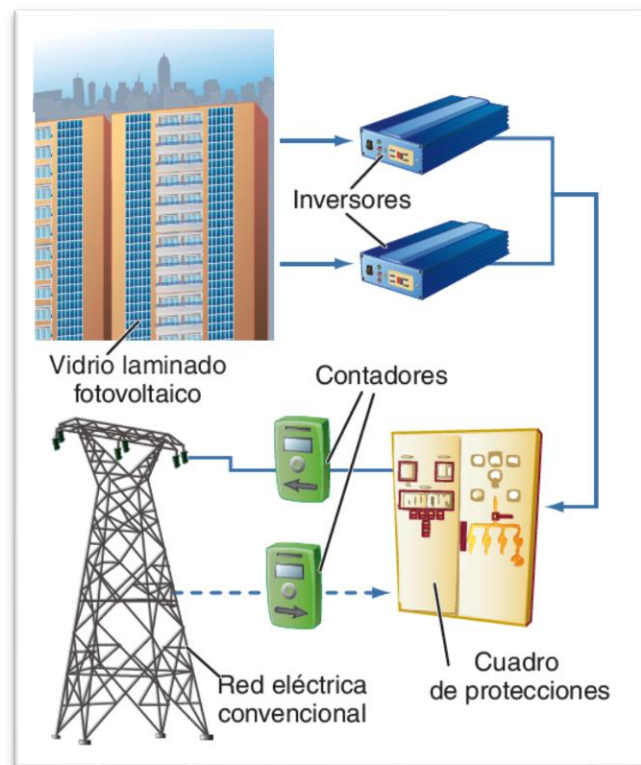 Inversores
Vidrio laminado
fotovoltaico
Contadores
Red eléctrica
convencional
Cuadro
de protecciones